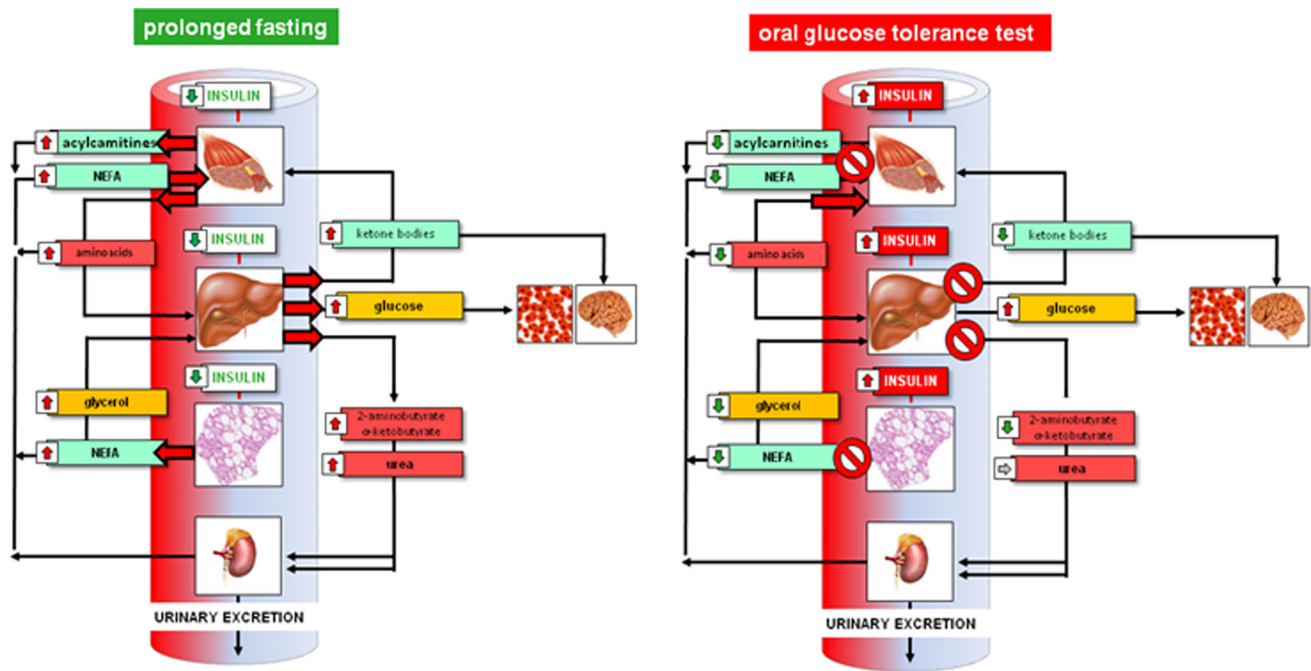 prolonged fasting
INSULIN
acylcarnitines
NEFA
amino acids
INSULIN
ketone bodies
glucose
INSULIN
glycerol
NEFA
2-aminobutyrate
α-ketobutyrate
urea
URINARY EXCRETION
oral glucose tolerance test
INSULIN
acylcarnitines
NEFA
amino acids
INSULIN
ketone bodies
glucose
INSULIN
glycerol
NEFA
2-aminobutyrate
α-ketobutyrate
urea
URINARY EXCRETION